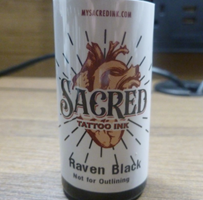 MYSACREDINK.COM
SACRED
TATTOO INK
Raven Black
Not for Outlining